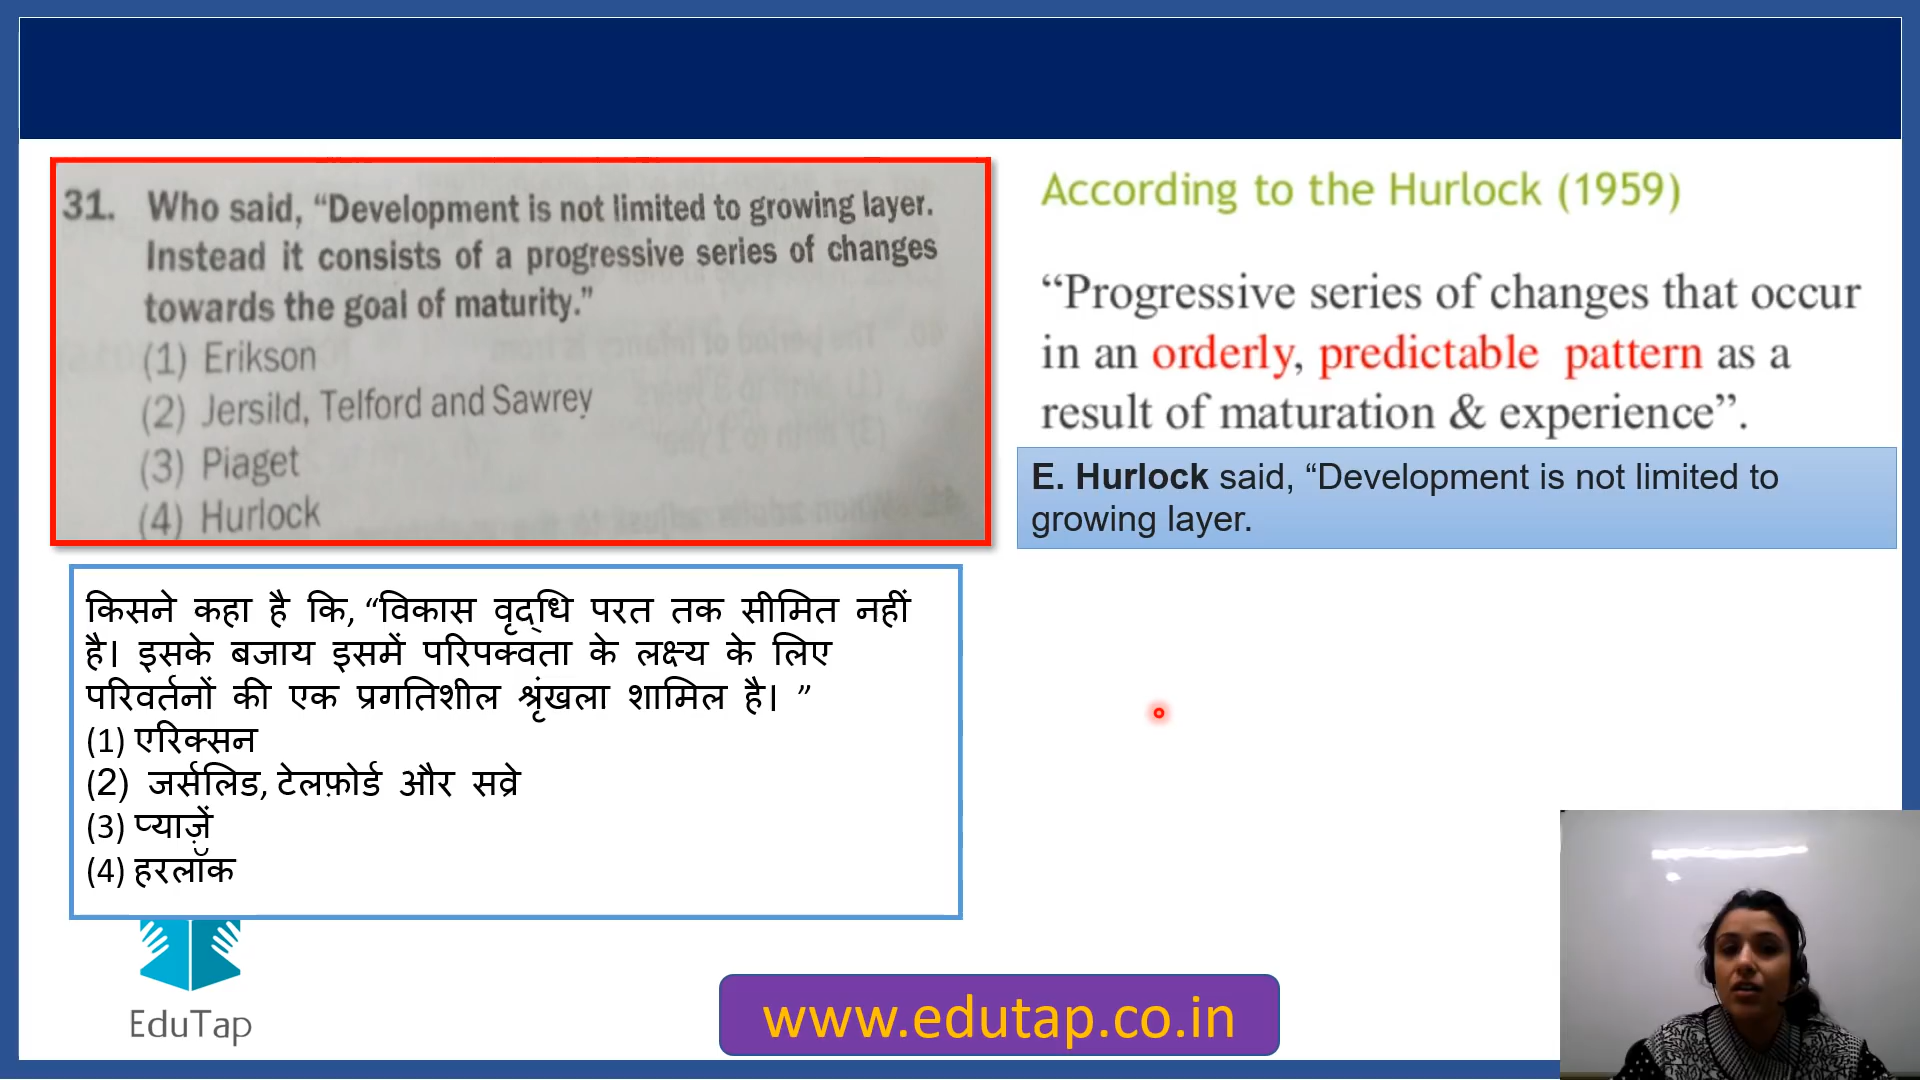 31. Who said, “Development is not limited to growing layer.
Instead it consists of a progressive series of changes
towards the goal of maturity.”
(1) Erikson
(2) Jersild, Telford and Sawrey
(3) Piaget
(4) Hurlock
According to the Hurlock (1959)
“Progressive series of changes that occur
in an orderly, predictable pattern as a
result of maturation & experience”.
E. Hurlock said, “Development is not limited to
growing layer.
किसने कहा है कि, “विकास वृद्धि परत तक सीमित नहीं
है। इसके बजाय इसमें परिपक्वता के लक्ष्य के लिए
परिवर्तनों की एक प्रगतिशील श्रृंखला शामिल है। ”
(1) एरिक्सन
(2) जर्सलिड, टेलफ़ोर्ड और सव्रे
(3) प्याज़ें
(4) हरलॉक
EduTap
www.edutap.co.in